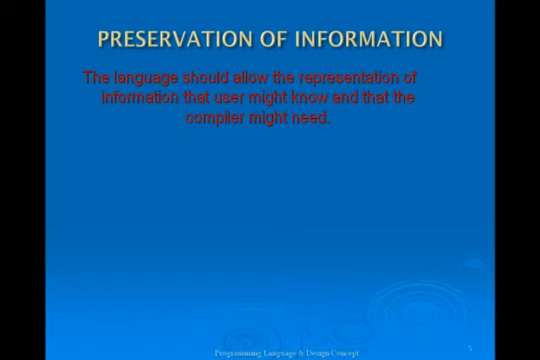 PRESERVATION OF INFORMATION
The language should allow the representation of
information that user might know and that the
compiler might need.
Programming Language & Design Concept
5